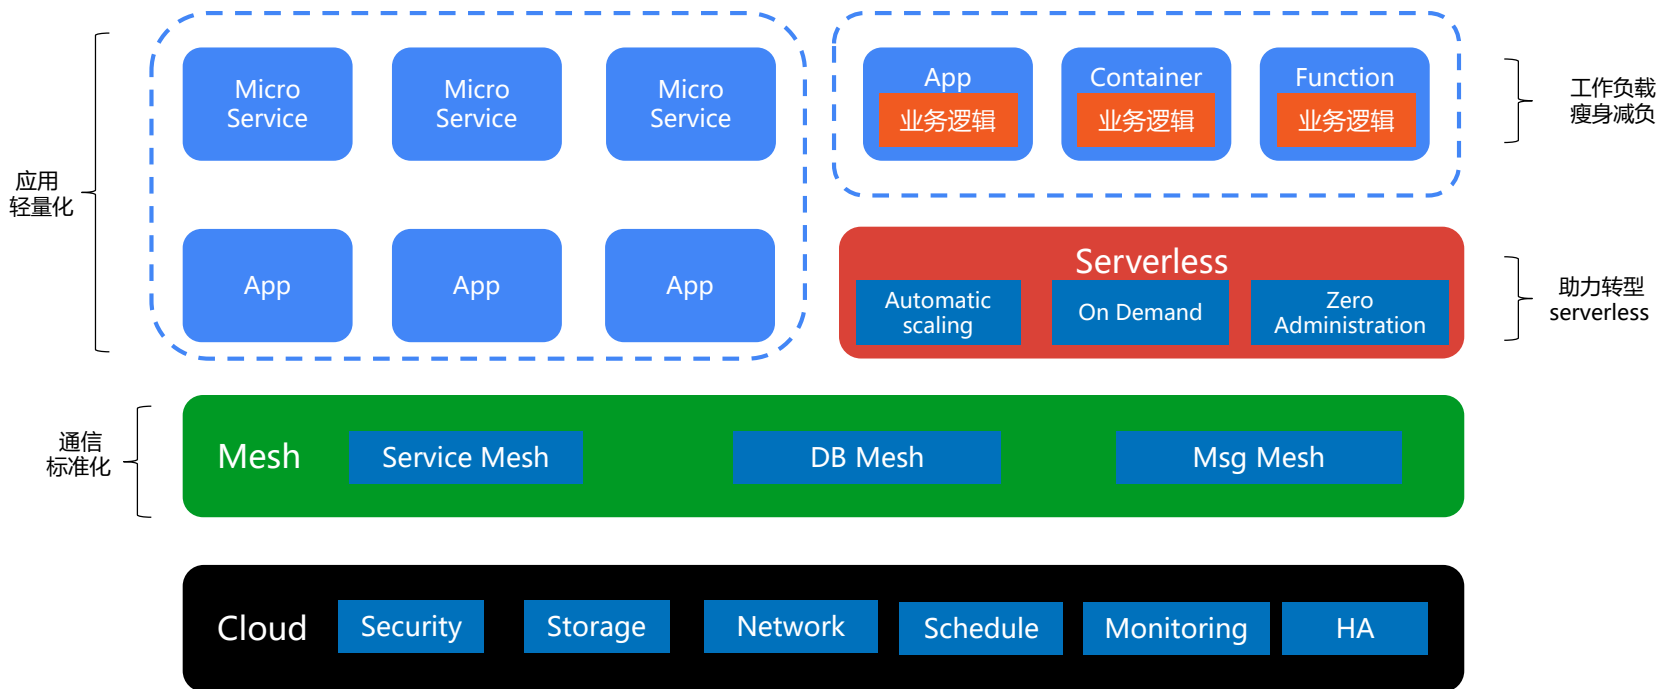 应用
轻量化
Micro
Service
Micro
Service
Micro
Service
App
App
App
App
业务逻辑
Container
业务逻辑
Function
业务逻辑
工作负载
瘦身减负
Serverless
Automatic
scaling
On Demand
Zero
Administration
助力转型
serverless
通信
标准化
Mesh
Service Mesh
DB Mesh
Msg Mesh
Cloud
Security
Storage
Network
Schedule
Monitoring
HA